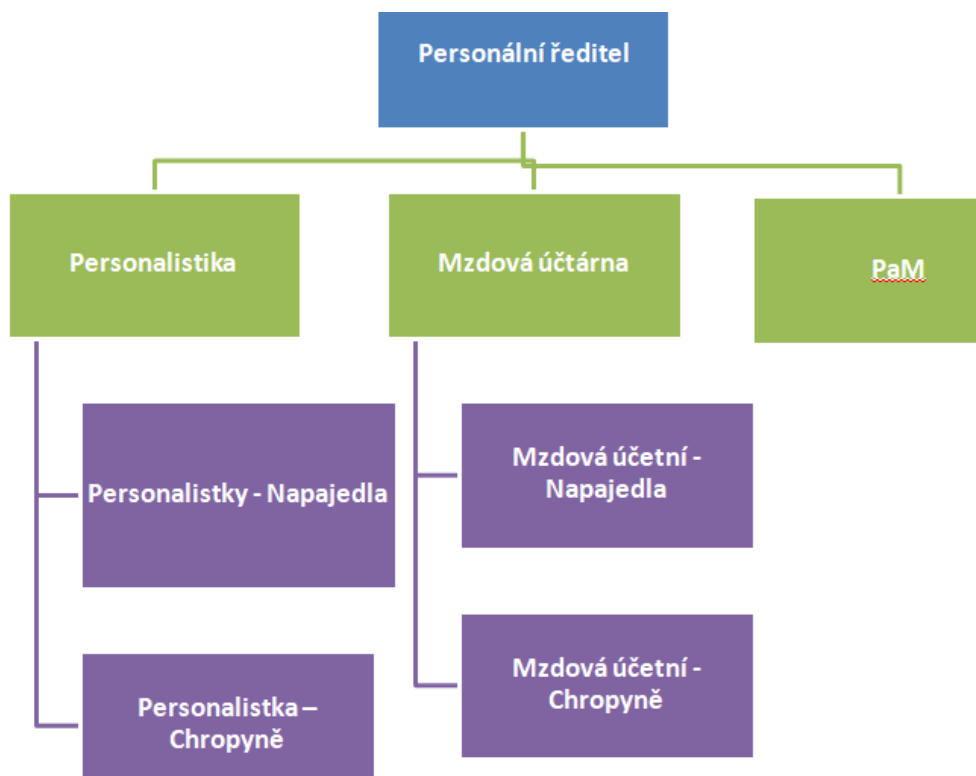 Personální ředitel
Personalistika
Mzdová účtárna
PaM
Personalistky - Napajedla
Mzdová účetní -
Napajedla
Personalistka –
Chropyně
Mzdová účetní -
Chropyně